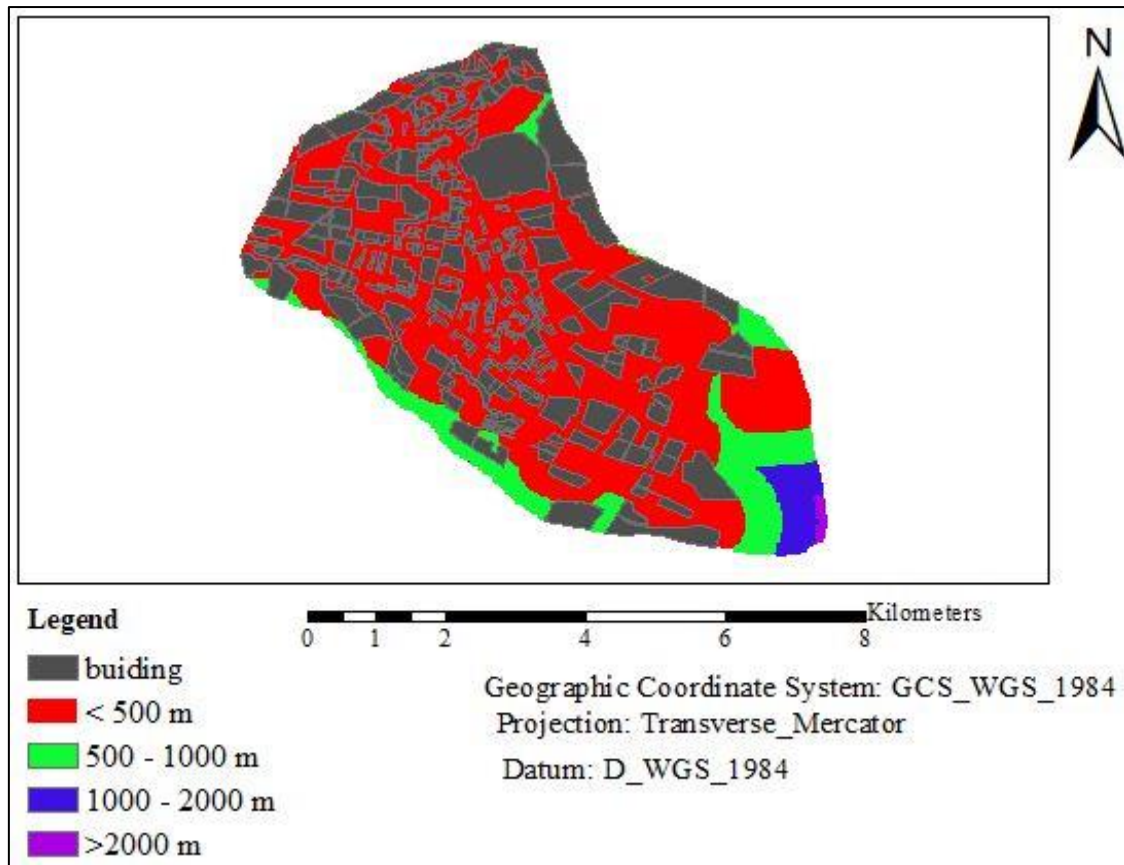 N
Legend
buiding
< 500 m
500 - 1000 m
1000 - 2000 m
>2000 m
0 1 2 4 6 8 Kilometers
Geographic Coordinate System: GCS_WGS_1984
Projection: Transverse_Mercator
Datum: D_WGS_1984